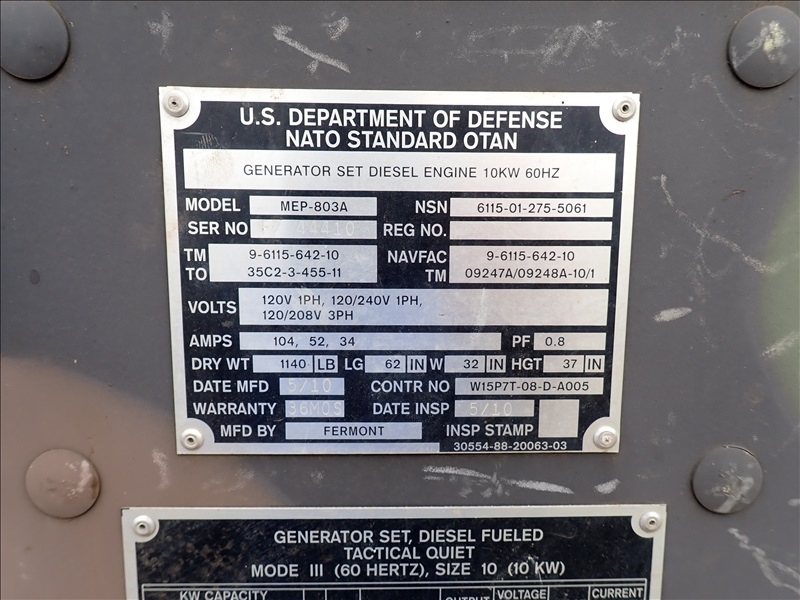 U.S. DEPARTMENT OF DEFENSE
NATO STANDARD OTAN
GENERATOR SET DIESEL ENGINE 10KW 60HZ
MODEL MEP-803A NSN 6115-01-275-5061
SER NO REG NO.
TM 9-6115-642-10 NAVFAC 9-6115-642-10
TO 35C2-3-455-11 TM 09247A/09248A-10/1
VOLTS 120V 1PH, 120/240V 1PH,
120/208V 3PH
AMPS 104, 52, 34 PF 0.8
DRY WT 1140 LB LG 62 IN W 32 IN HGT 37 IN
DATE MFD 5/10 CONTR NO W15P7T-08-D-A005
WARRANTY 36MOS DATE INSP 5/10
MFD BY FERMONT INSP STAMP
30554-88-20063-03
GENERATOR SET, DIESEL FUELED
TACTICAL QUIET
MODE III (60 HERTZ), SIZE 10 (10 KW)
KW CAPACITY OUTPUT VOLTAGE CURRENT